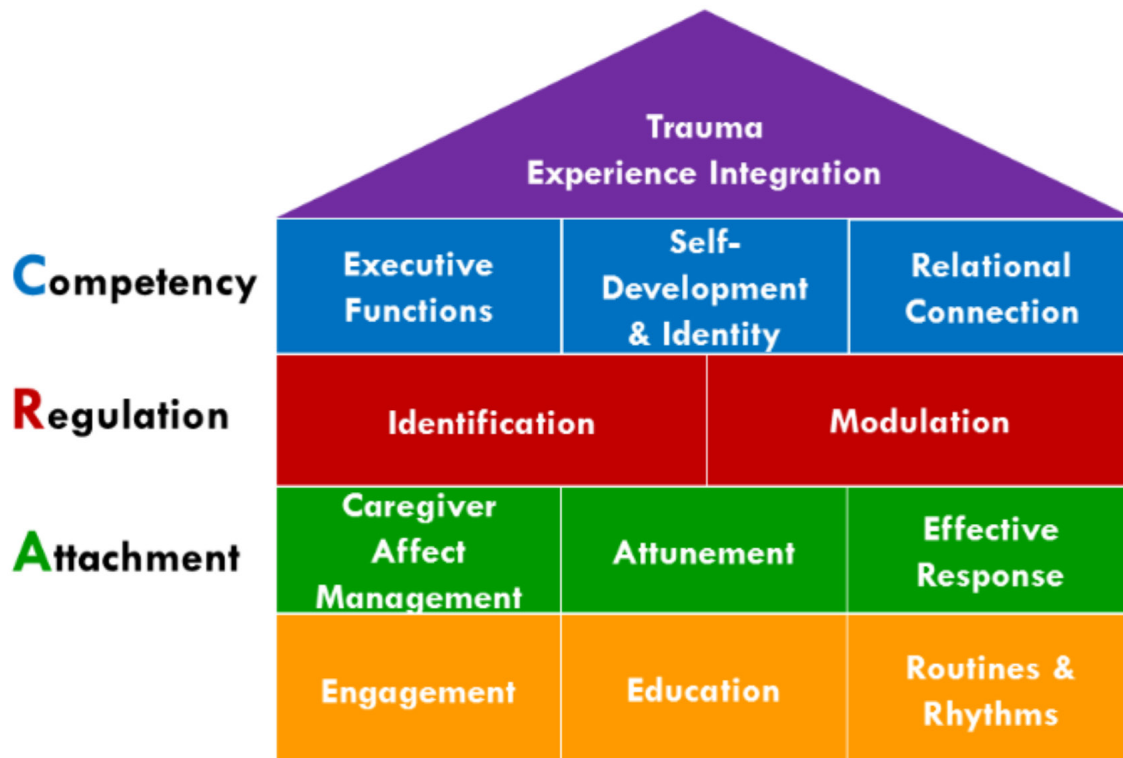 Trauma
Experience Integration
Competency
Executive
Functions
Self-
Development
& Identity
Relational
Connection
Regulation
Identification
Modulation
Attachment
Caregiver
Affect
Management
Attunement
Effective
Response
Engagement
Education
Routines &
Rhythms